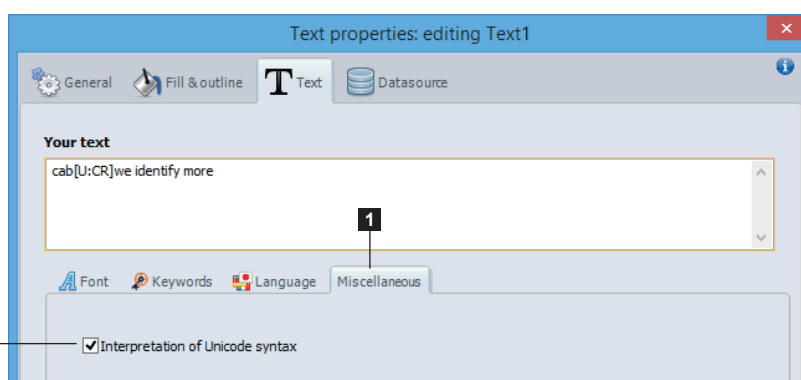 Text properties: editing Text1
General Fill & outline Text Datasource
Your text
cab[U:CR]we identify more
1
Font Keywords Language Miscellaneous
Interpretation of Unicode syntax